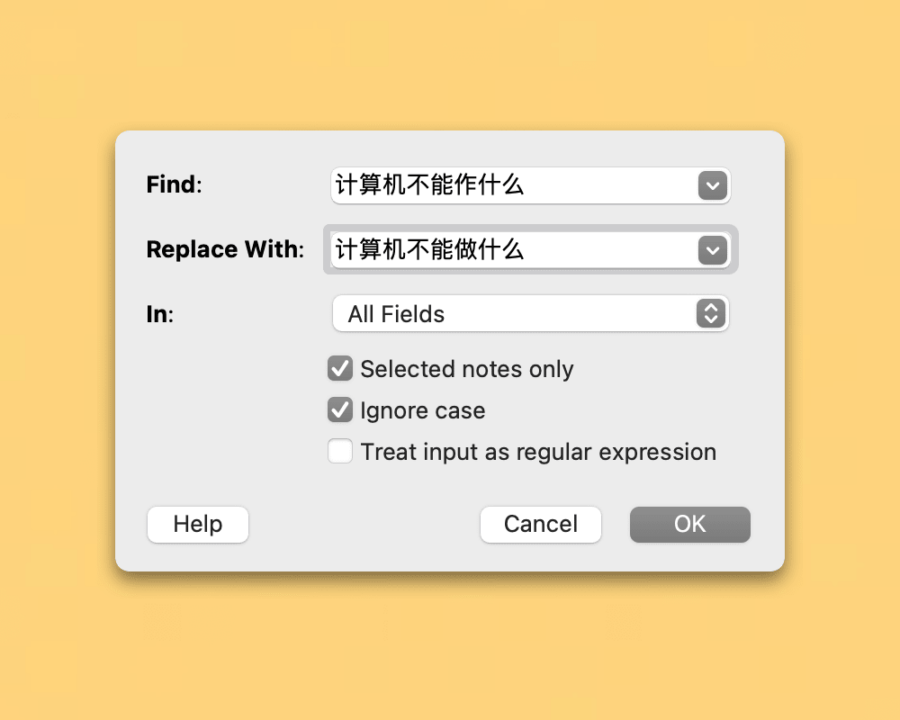 Find: 计算机不能作什么
Replace With: 计算机不能做什么
In: All Fields
Selected notes only
Ignore case
Treat input as regular expression
Help Cancel OK